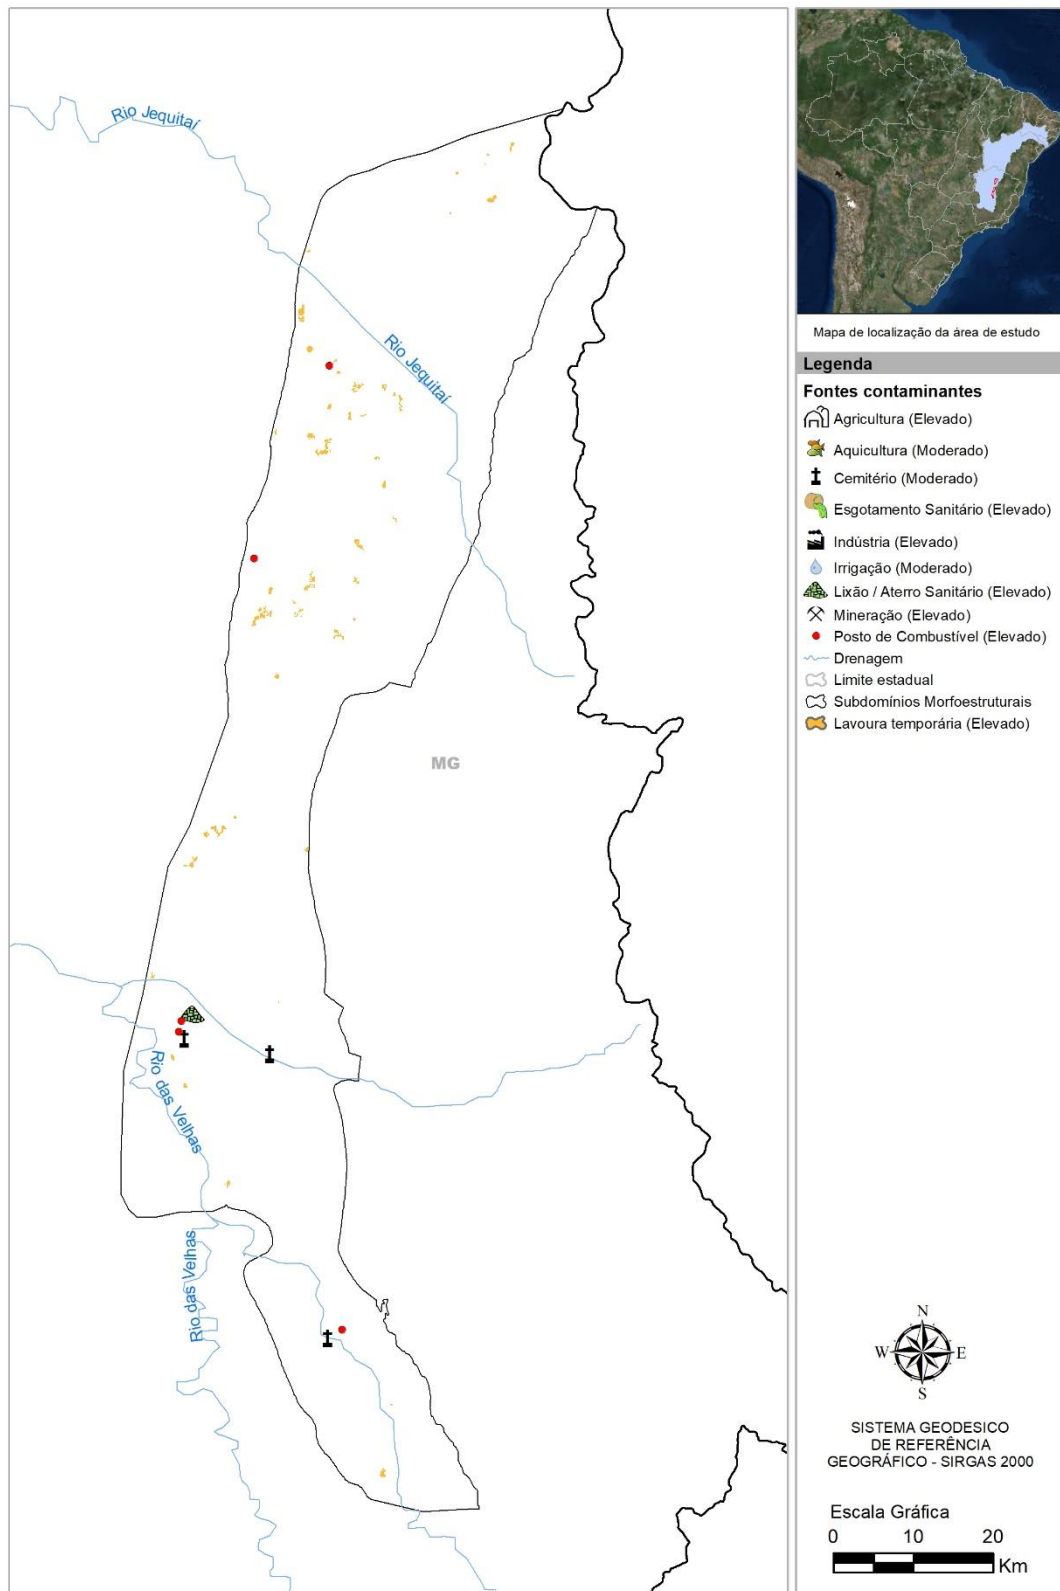 Rio Jequitaí
Rio Jequitaí
MG
Rio das Velhas
Rio das Velhas
Mapa de localização da área de estudo
Legenda
Fontes contaminantes
Agricultura (Elevado)
Aquicultura (Moderado)
Cemitério (Moderado)
Esgotamento Sanitário (Elevado)
Indústria (Elevado)
Irrigação (Moderado)
Lixão / Aterro Sanitário (Elevado)
Mineração (Elevado)
Posto de Combustível (Elevado)
Drenagem
Limite estadual
Subdomínios Morfoestruturais
Lavoura temporária (Elevado)
N
W E
S
SISTEMA GEODESICO
DE REFERÊNCIA
GEOGRÁFICO - SIRGAS 2000
Escala Gráfica
0 10 20
Km